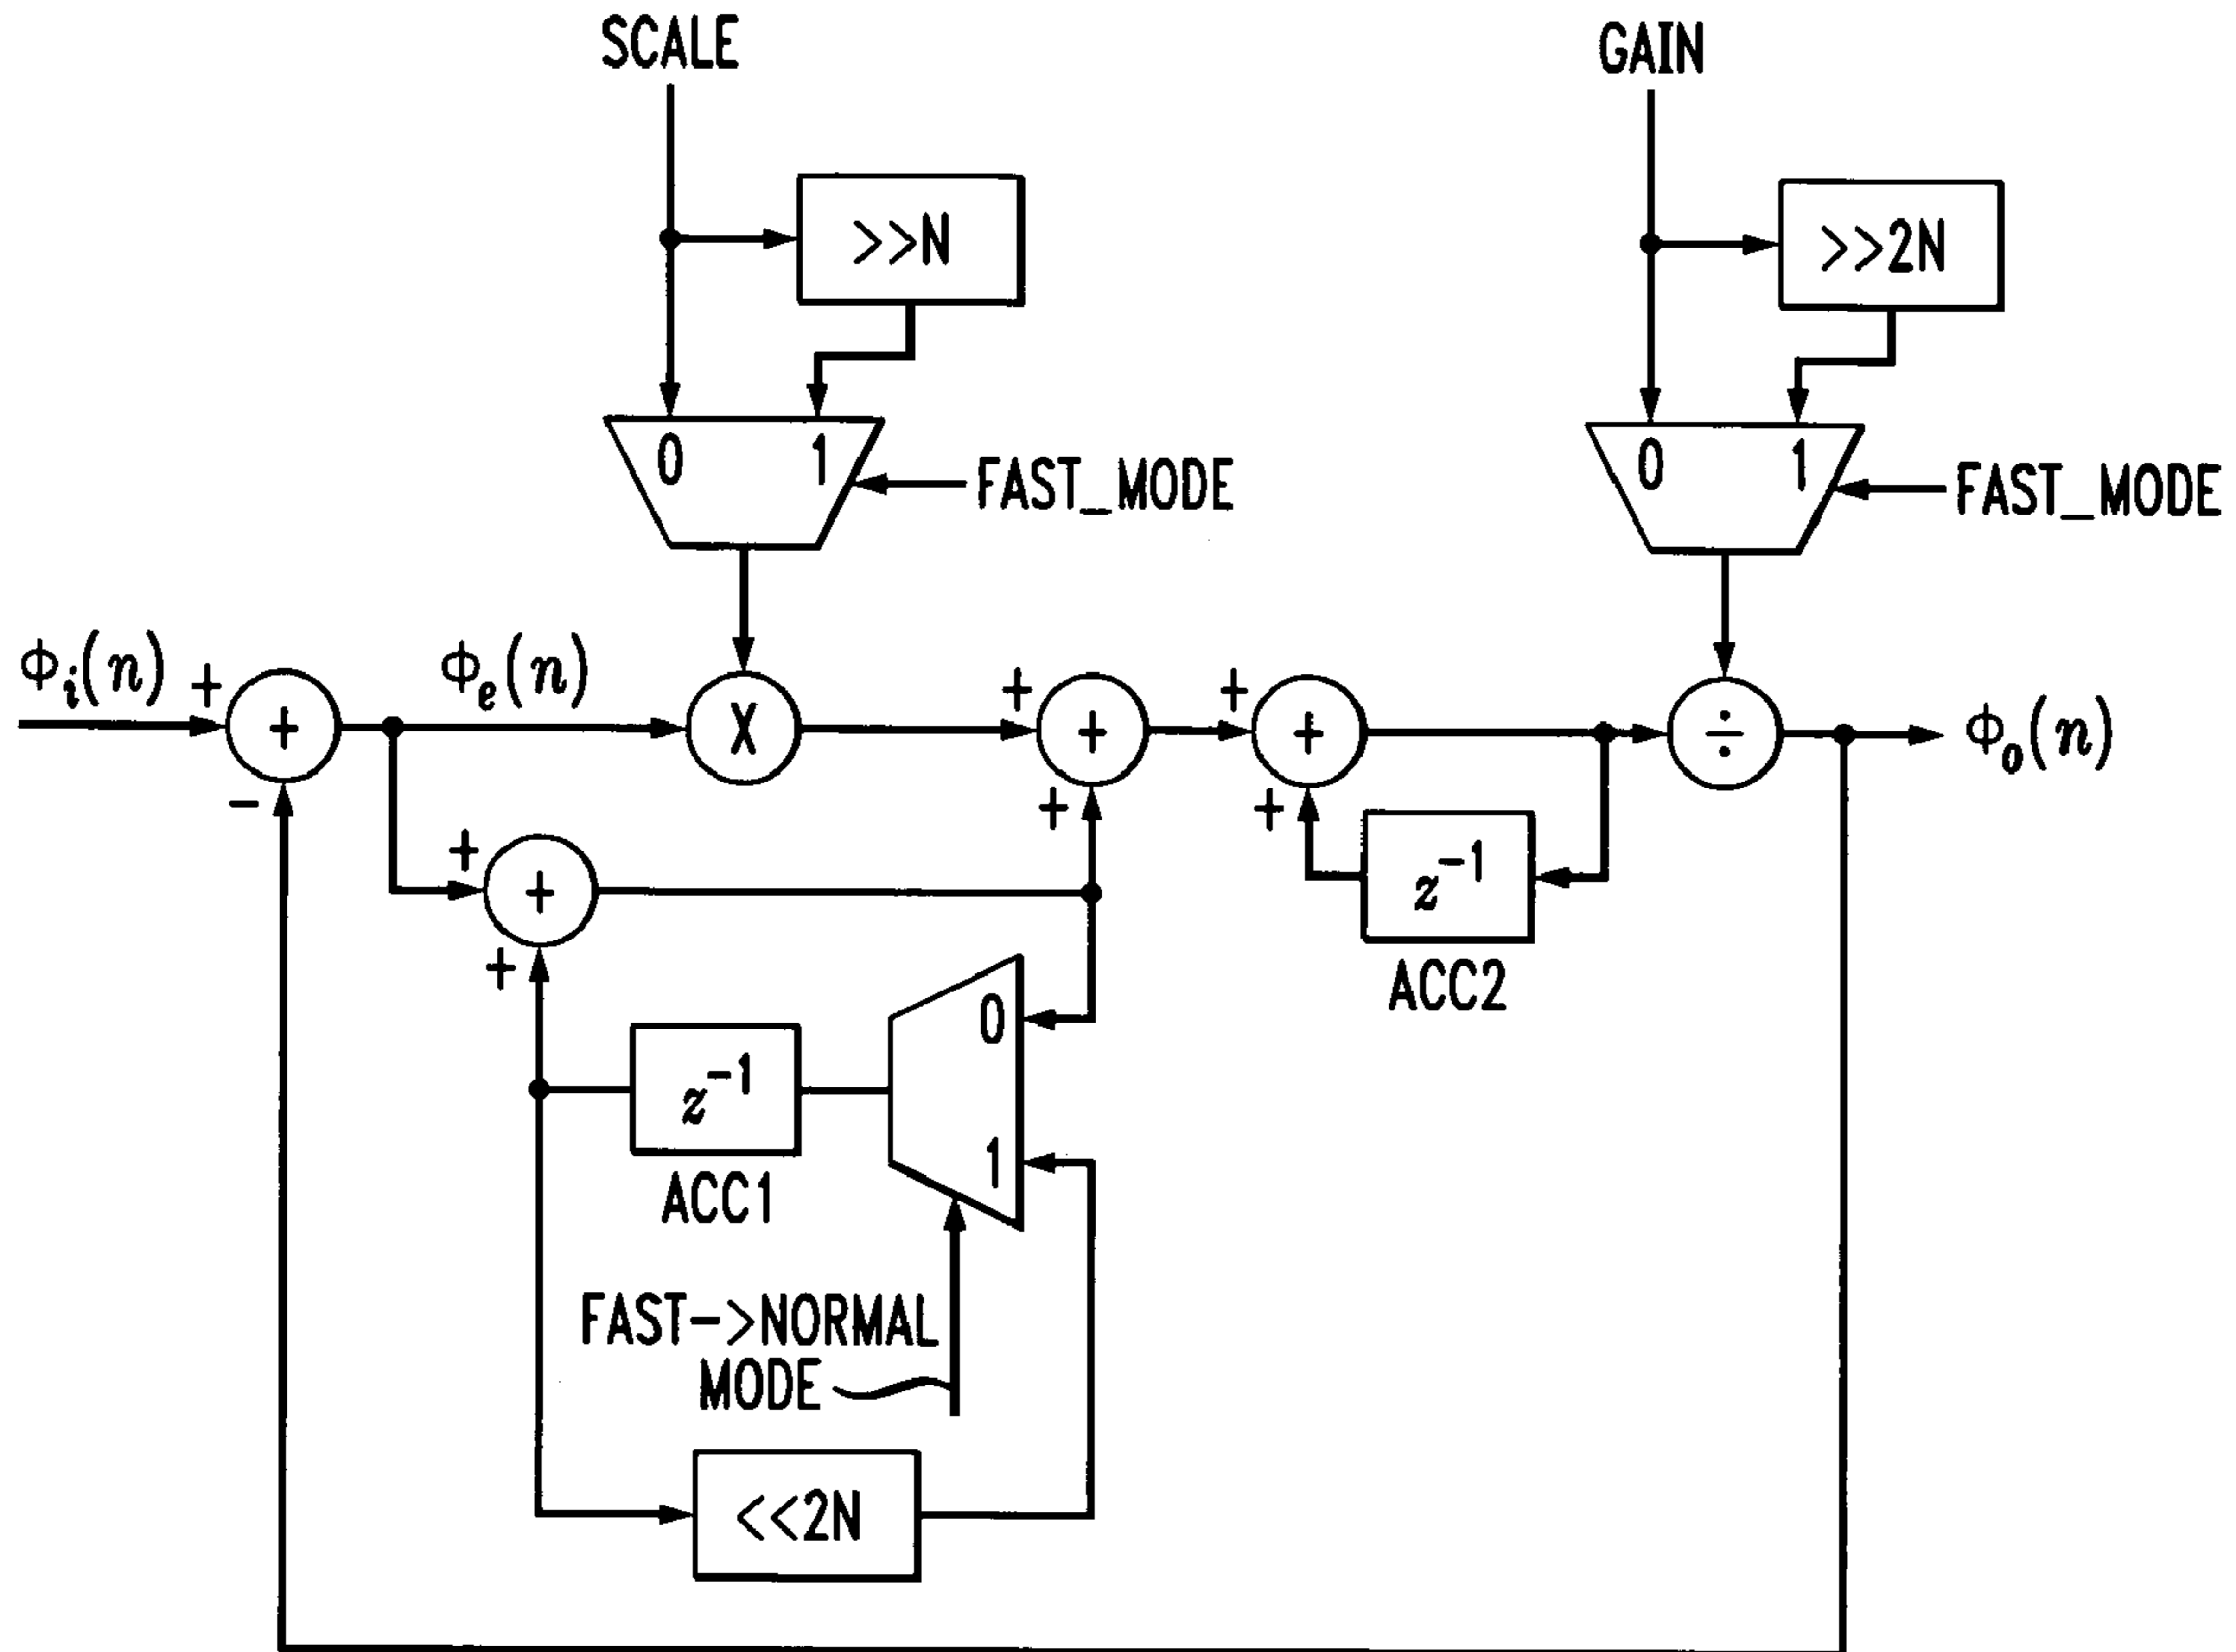 SCALE
GAIN
>>N
>>2N
0
1
FAST_MODE
0
1
FAST_MODE
ϕi(n)
+
+
-
ϕe(n)
X
+
+
+
+
+
+
÷
ϕo(n)
+
+
+
z⁻¹
ACC2
0
1
z⁻¹
ACC1
FAST->NORMAL
MODE
<<2N